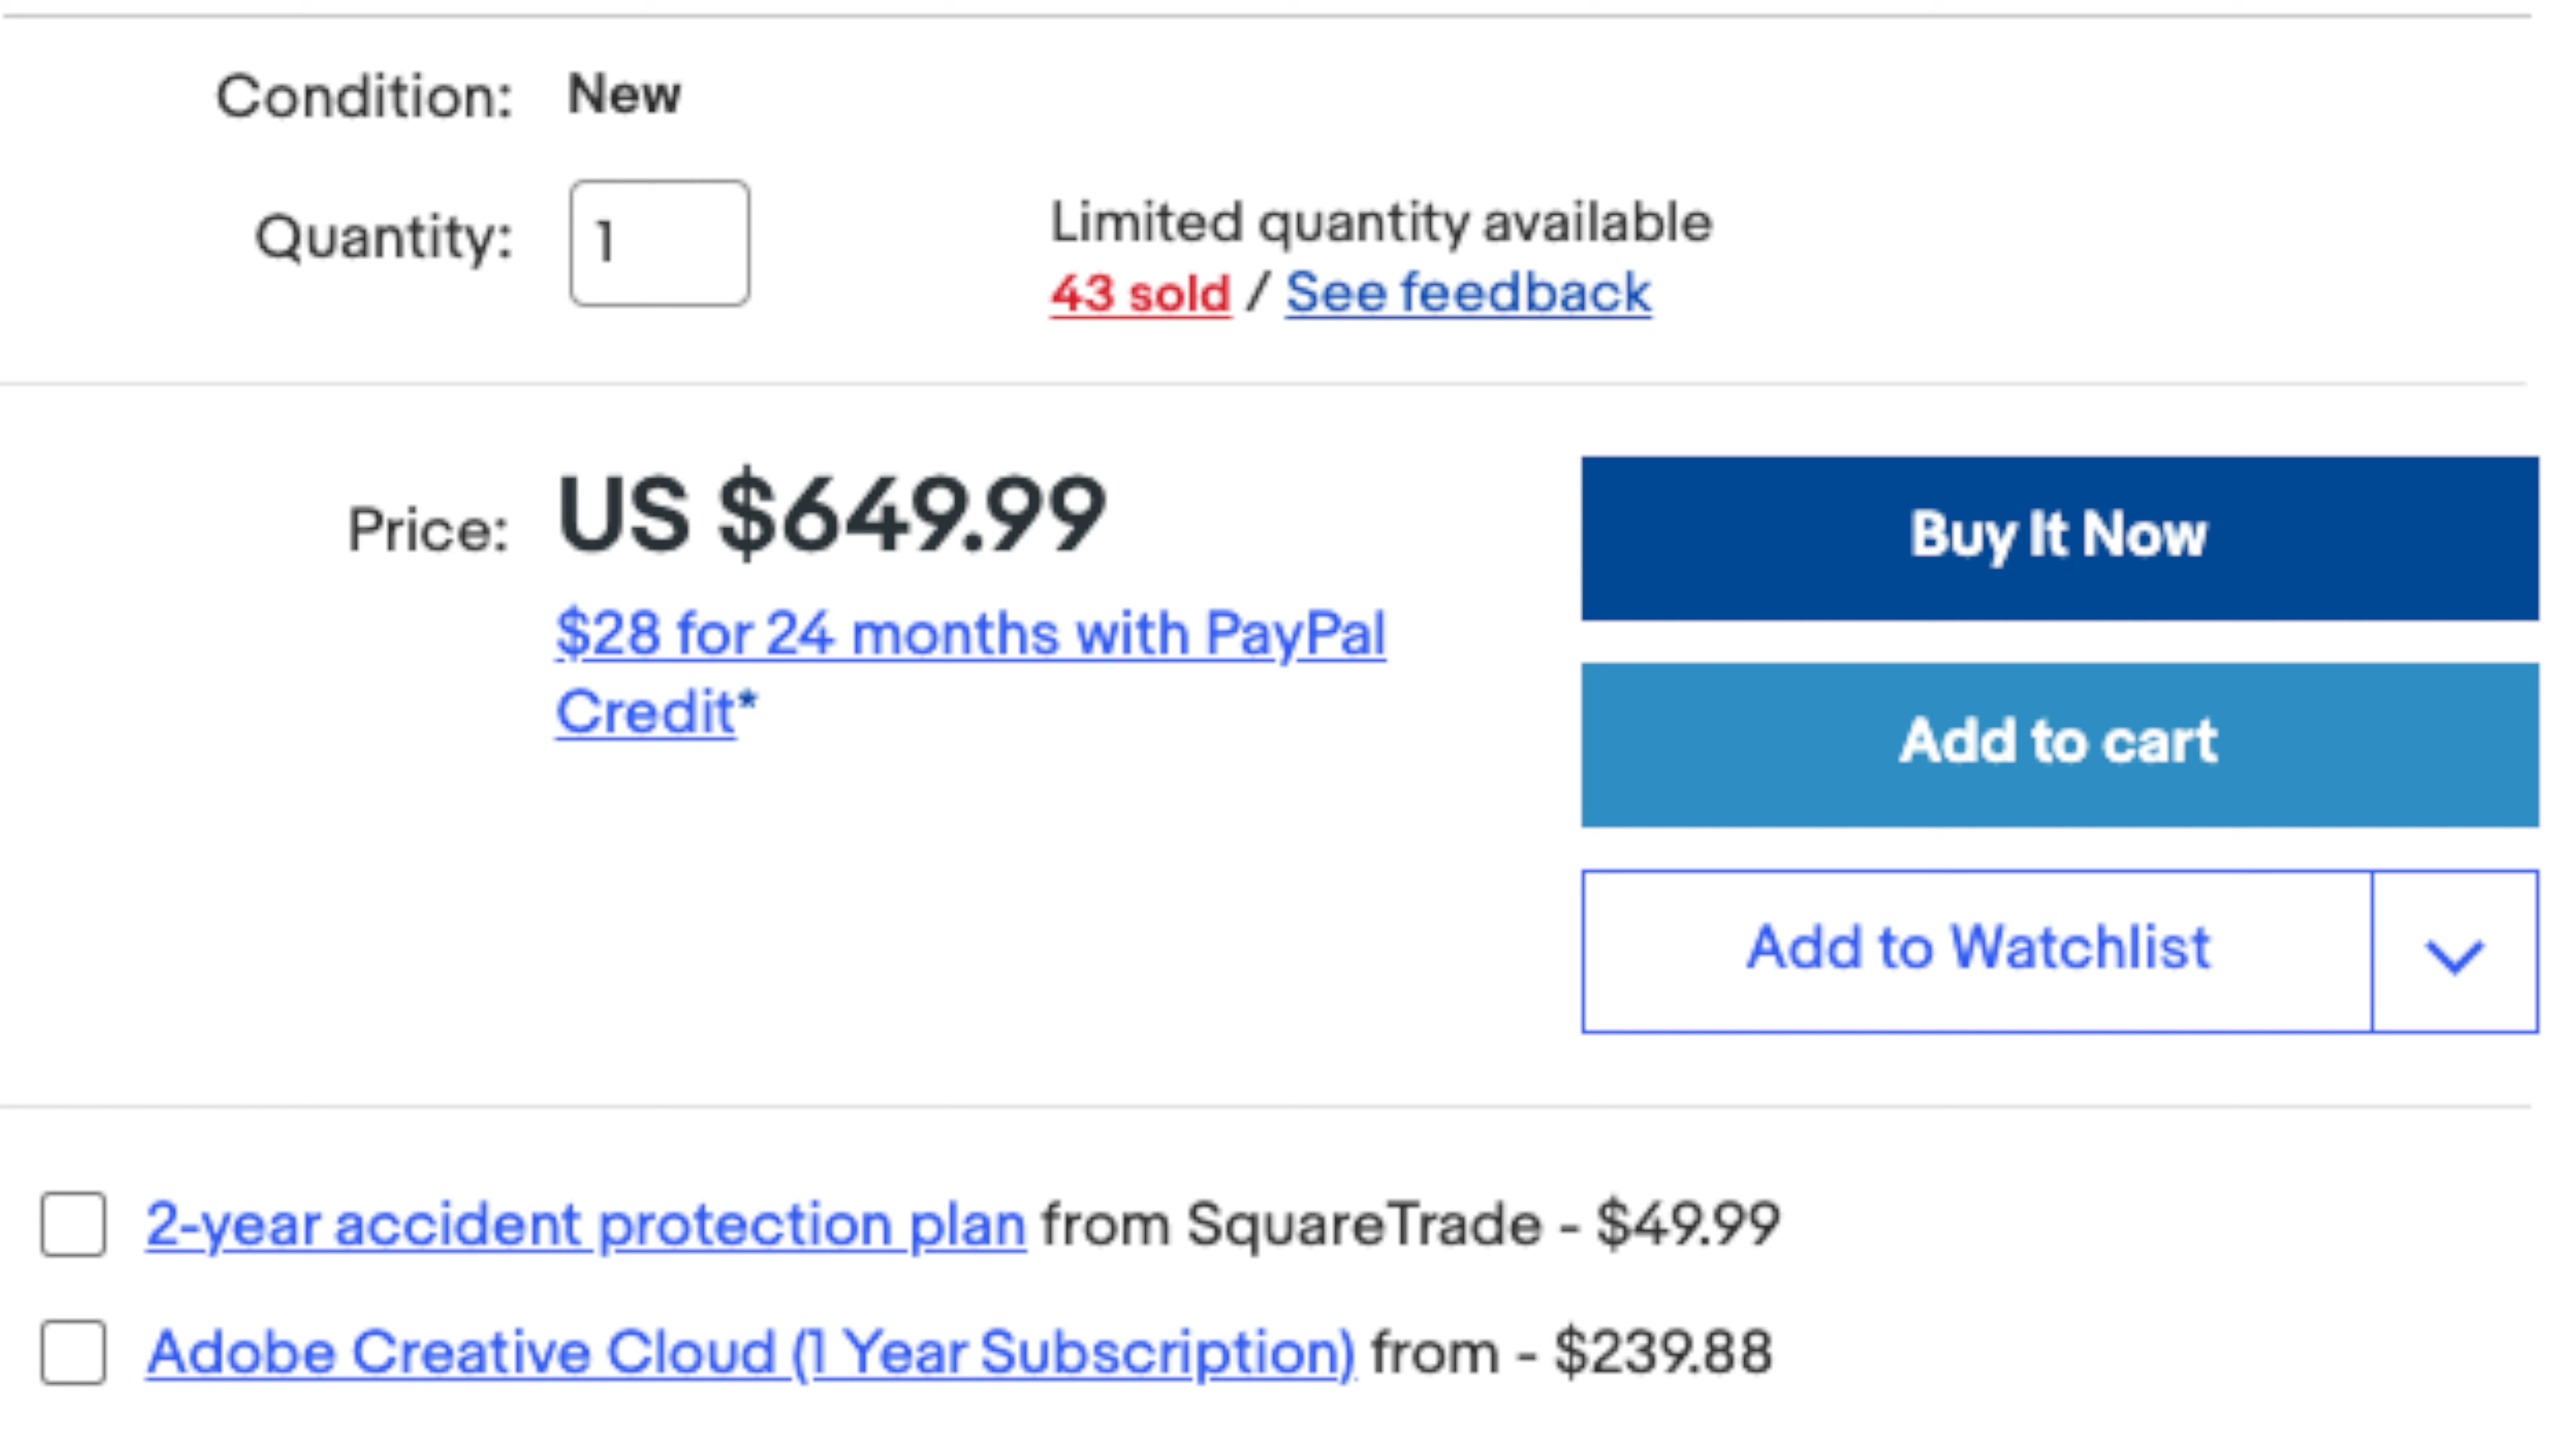 Condition: New
Quantity: 1
Limited quantity available
43 sold / See feedback
Price: US $649.99
$28 for 24 months with PayPal
Credit*
Buy It Now
Add to cart
Add to Watchlist
2-year accident protection plan from SquareTrade - $49.99
Adobe Creative Cloud (1 Year Subscription) from - $239.88